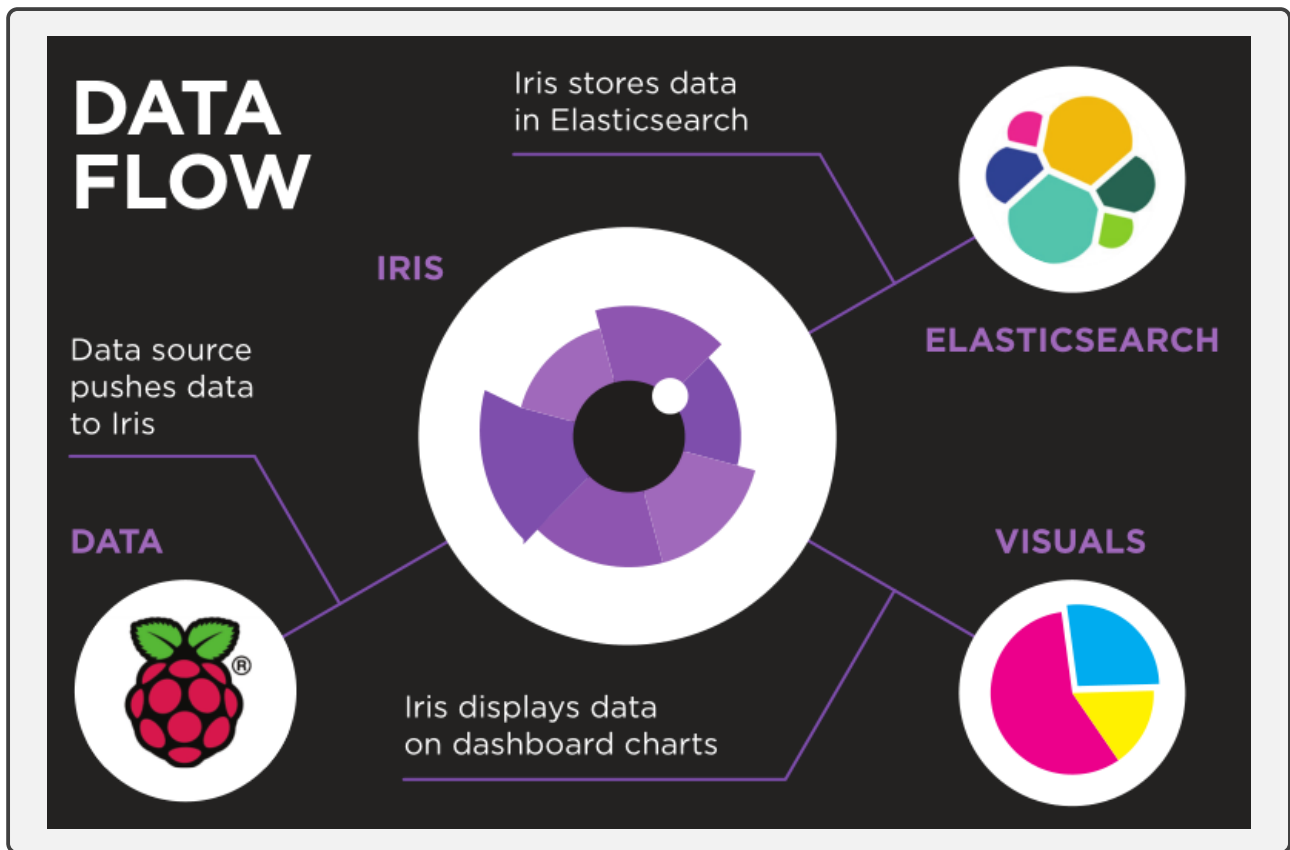 DATA
FLOW
Iris stores data
in Elasticsearch
IRIS
ELASTICSEARCH
Data source
pushes data
to Iris
DATA
®
VISUALS
Iris displays data
on dashboard charts